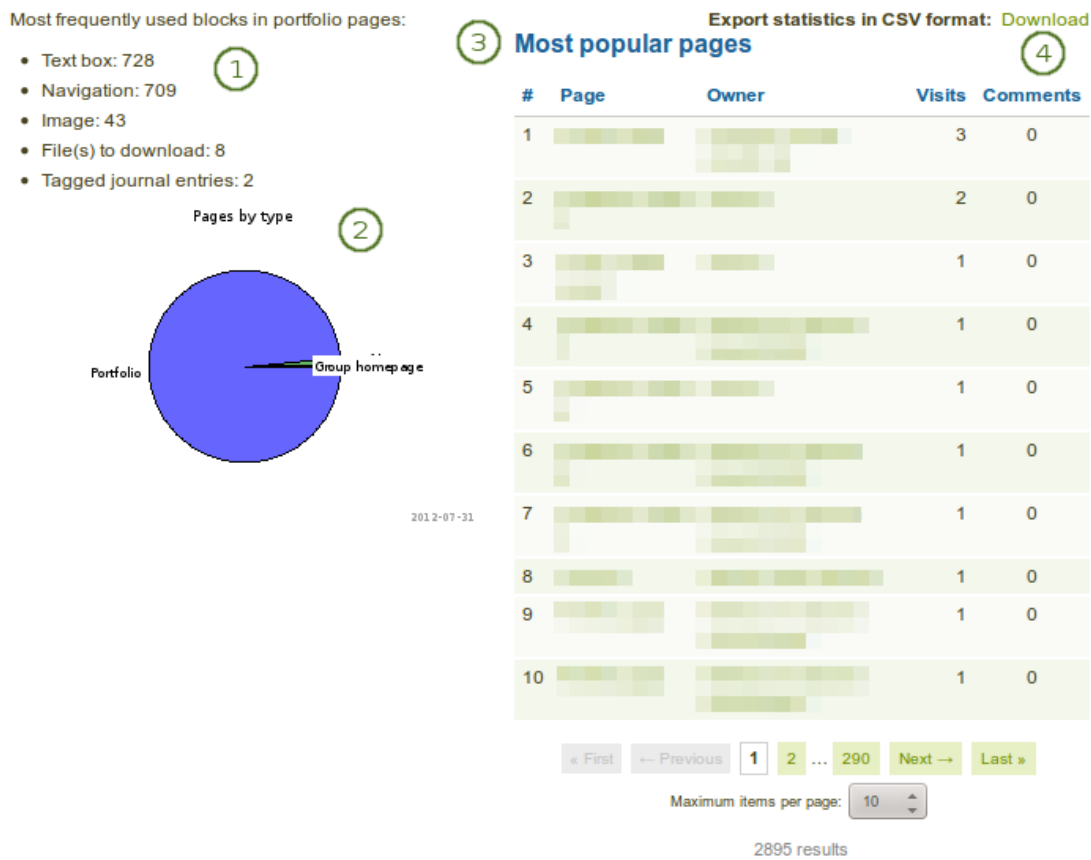 Most frequently used blocks in portfolio pages:
• Text box: 728
• Navigation: 709
• Image: 43
• File(s) to download: 8
• Tagged journal entries: 2
1
Pages by type
2
Portfolio
Group homepage
2012-07-31
Export statistics in CSV format: Download
3
Most popular pages
4
# Page Owner Visits Comments
1 3 0
2 2 0
3 1 0
4 1 0
5 1 0
6 1 0
7 1 0
8 1 0
9 1 0
10 1 0
« First ← Previous 1 2 ... 290 Next → Last »
Maximum items per page: 10
2895 results